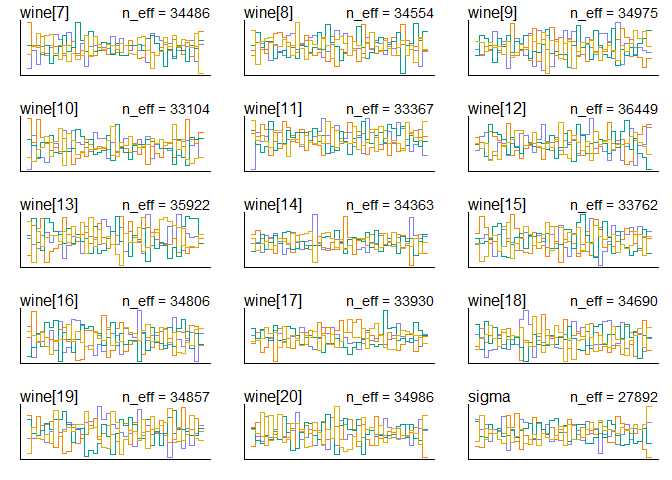 wine[7] n_eff = 34486 wine[8] n_eff = 34554 wine[9] n_eff = 34975
wine[10] n_eff = 33104 wine[11] n_eff = 33367 wine[12] n_eff = 36449
wine[13] n_eff = 35922 wine[14] n_eff = 34363 wine[15] n_eff = 33762
wine[16] n_eff = 34806 wine[17] n_eff = 33930 wine[18] n_eff = 34690
wine[19] n_eff = 34857 wine[20] n_eff = 34986 sigma n_eff = 27892